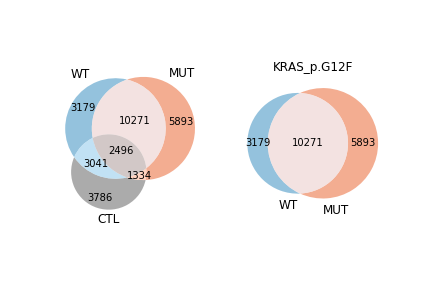 WT
MUT
3179
10271
5893
2496
3041
1334
3786
CTL
KRAS_p.G12F
3179
10271
5893
WT
MUT